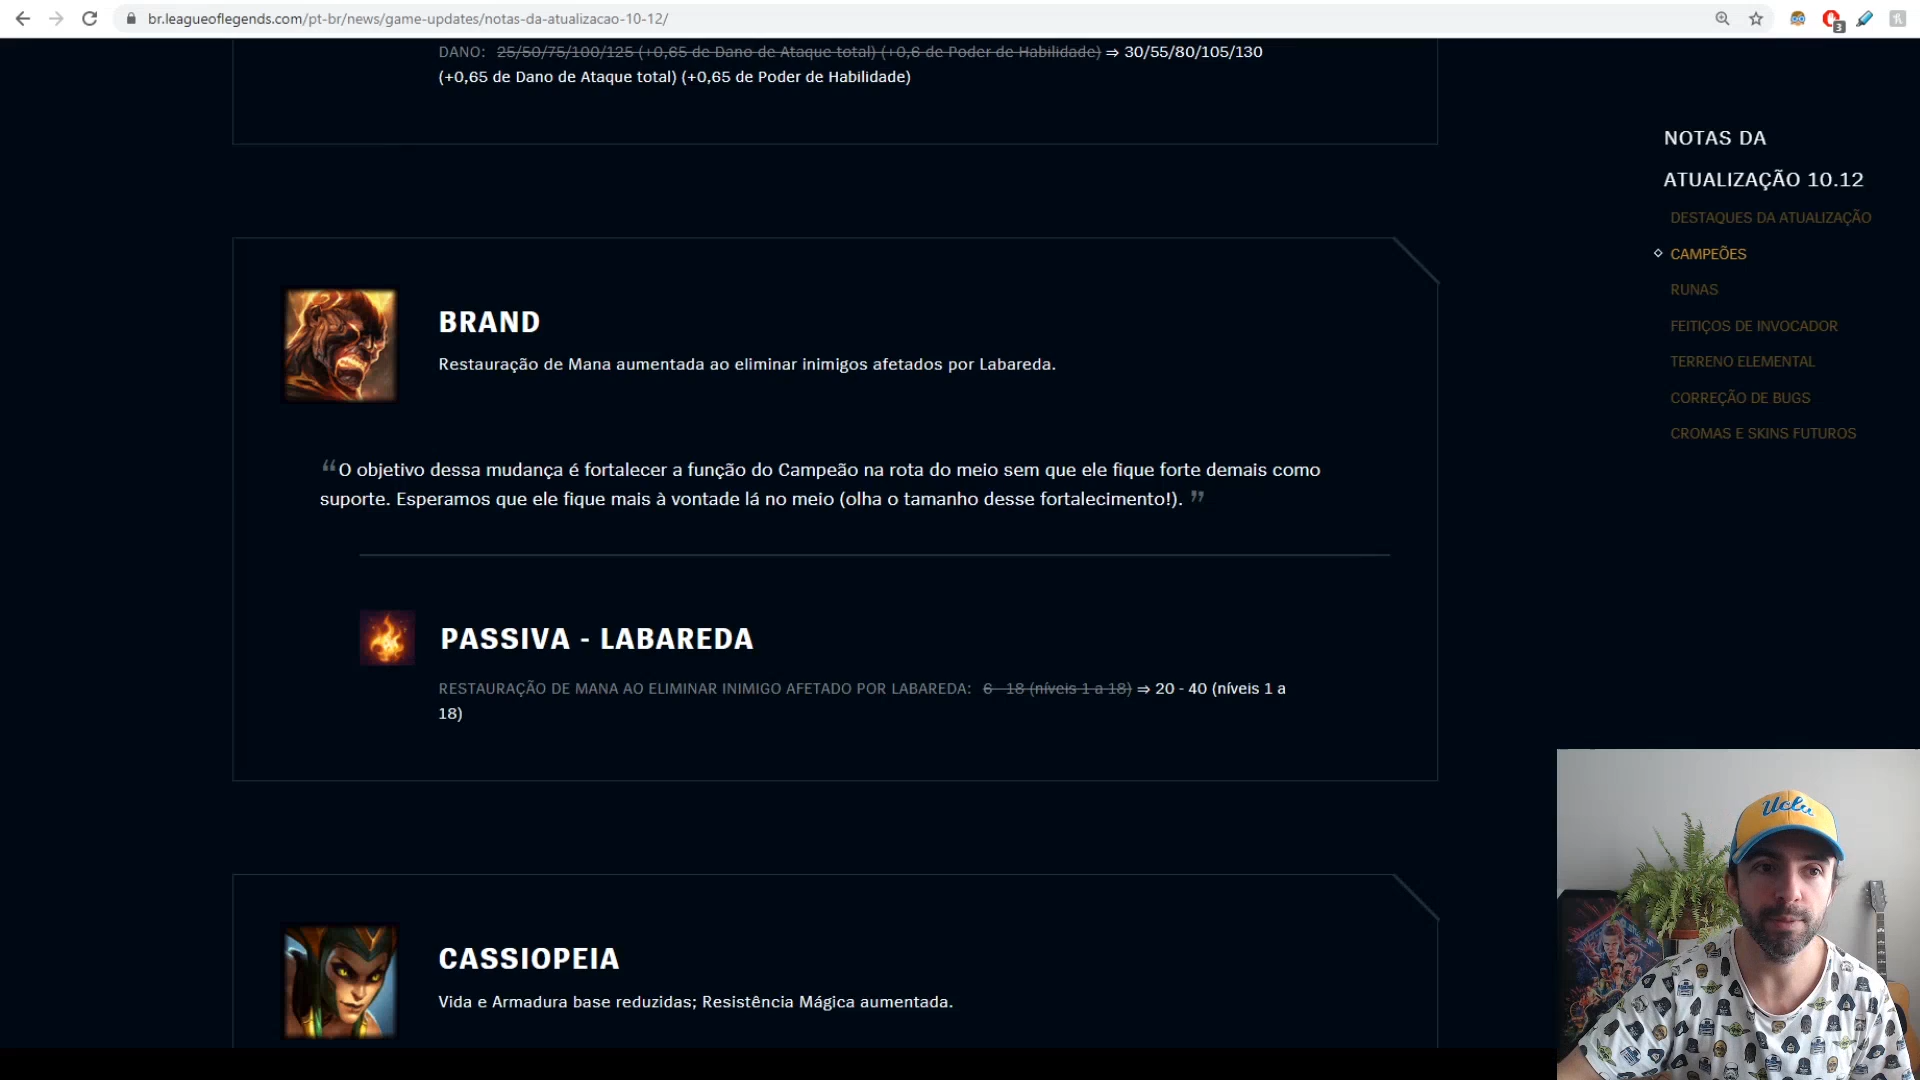 br.leagueoflegends.com/pt-br/news/game-updates/notas-da-atualizacao-10-12/
3
DANO: 25/50/75/100/125 (+0,65 de Dano de Ataque total) (+0,6 de Poder de Habilidade) ⇒ 30/55/80/105/130
(+0,65 de Dano de Ataque total) (+0,65 de Poder de Habilidade)
NOTAS DA
ATUALIZAÇÃO 10.12
DESTAQUES DA ATUALIZAÇÃO
CAMPEÕES
RUNAS
FEITIÇOS DE INVOCADOR
TERRENO ELEMENTAL
CORREÇÃO DE BUGS
CROMAS E SKINS FUTUROS
BRAND
Restauração de Mana aumentada ao eliminar inimigos afetados por Labareda.
“O objetivo dessa mudança é fortalecer a função do Campeão na rota do meio sem que ele fique forte demais como
suporte. Esperamos que ele fique mais à vontade lá no meio (olha o tamanho desse fortalecimento!). ”
PASSIVA - LABAREDA
RESTAURAÇÃO DE MANA AO ELIMINAR INIMIGO AFETADO POR LABAREDA: 6 - 18 (níveis 1 a 18) ⇒ 20 - 40 (níveis 1 a
18)
CASSIOPEIA
Vida e Armadura base reduzidas; Resistência Mágica aumentada.
Ucla